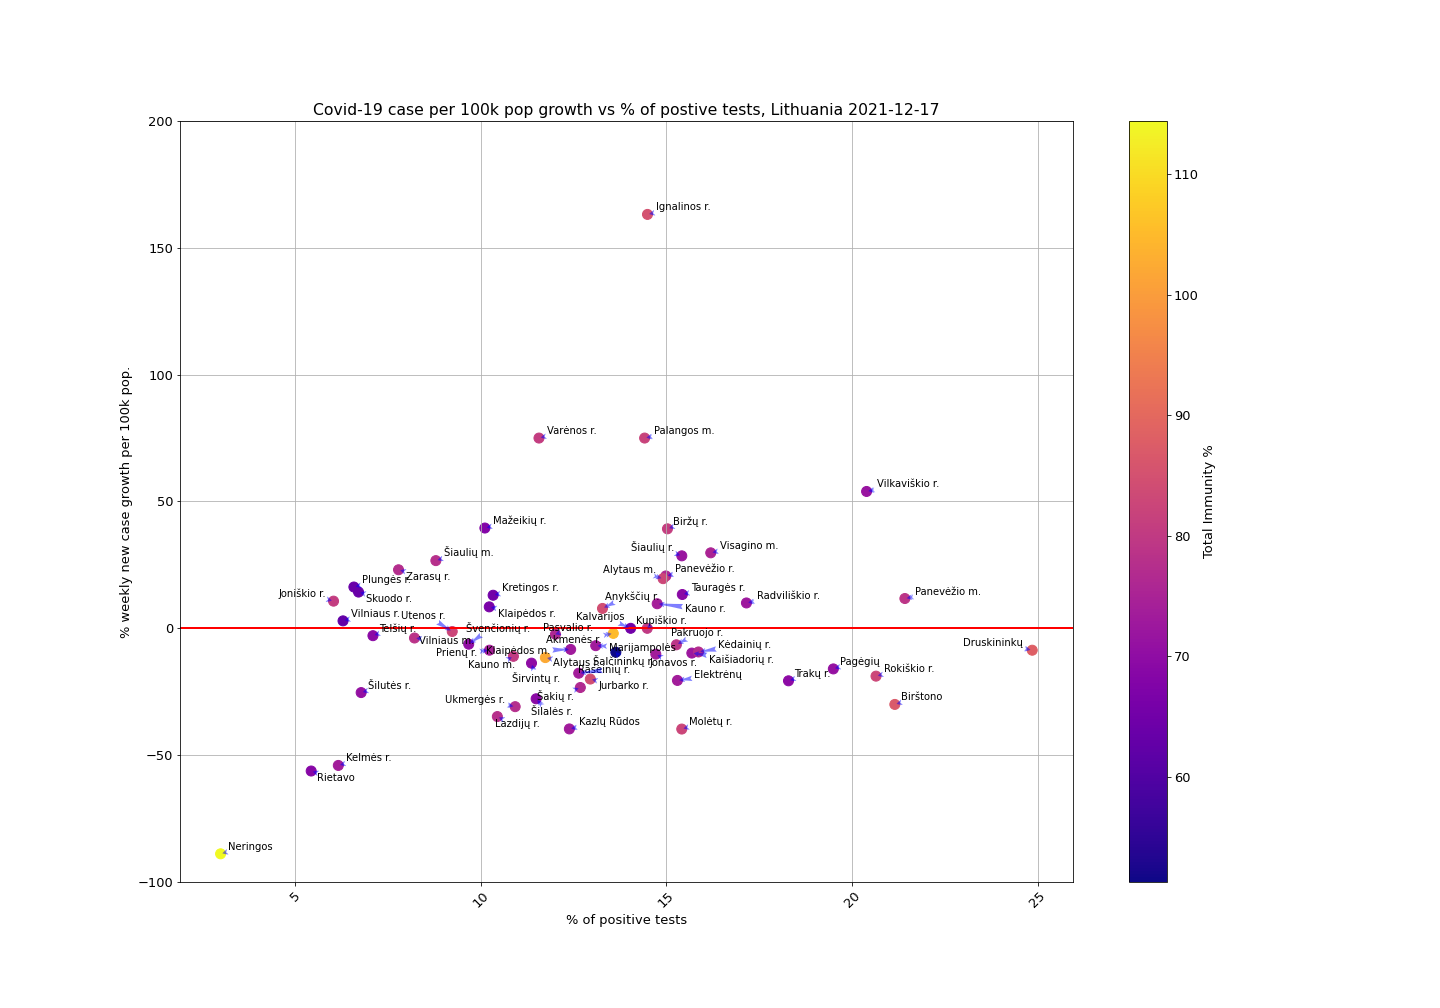 Covid-19 case per 100k pop growth vs % of postive tests, Lithuania 2021-12-17
200
150
100
50
0
−50
−100
% weekly new case growth per 100k pop.
Ignalinos r.
Varėnos r.
Palangos m.
Vilkaviškio r.
Mažeikių r.
Biržų r.
Šiaulių r.
Visagino m.
Šiaulių m.
Alytaus m.
Panevėžio r.
Zarasų r.
Plungės r.
Skuodo r.
Joniškio r.
Kretingos r.
Tauragės r.
Radviliškio r.
Panevėžio m.
Anykščių r.
Kauno r.
Klaipėdos r.
Vilniaus r.
Utenos r.
Kalvarijos
Kupiškio r.
Telšių r.
Švenčionių r.
Pasvalio r.
Pakruojo r.
Vilniaus m.
Akmenės r.
Marijampolės
Kėdainių r.
Druskininkų
Prienų r.
Klaipėdos m.
Kaišiadorių r.
Kauno m.
Alytaus r.
Šalčininkų r.
Jonavos r.
Pagėgių
Raseinių r.
Rokiškio r.
Širvintų r.
Elektrėnų
Trakų r.
Šilutės r.
Jurbarko r.
Ukmergės r.
Šakių r.
Birštono
Šilalės r.
Lazdijų r.
Kazlų Rūdos
Molėtų r.
Kelmės r.
Rietavo
Neringos
5
10
15
20
25
% of positive tests
110
100
90
80
70
60
Total Immunity %